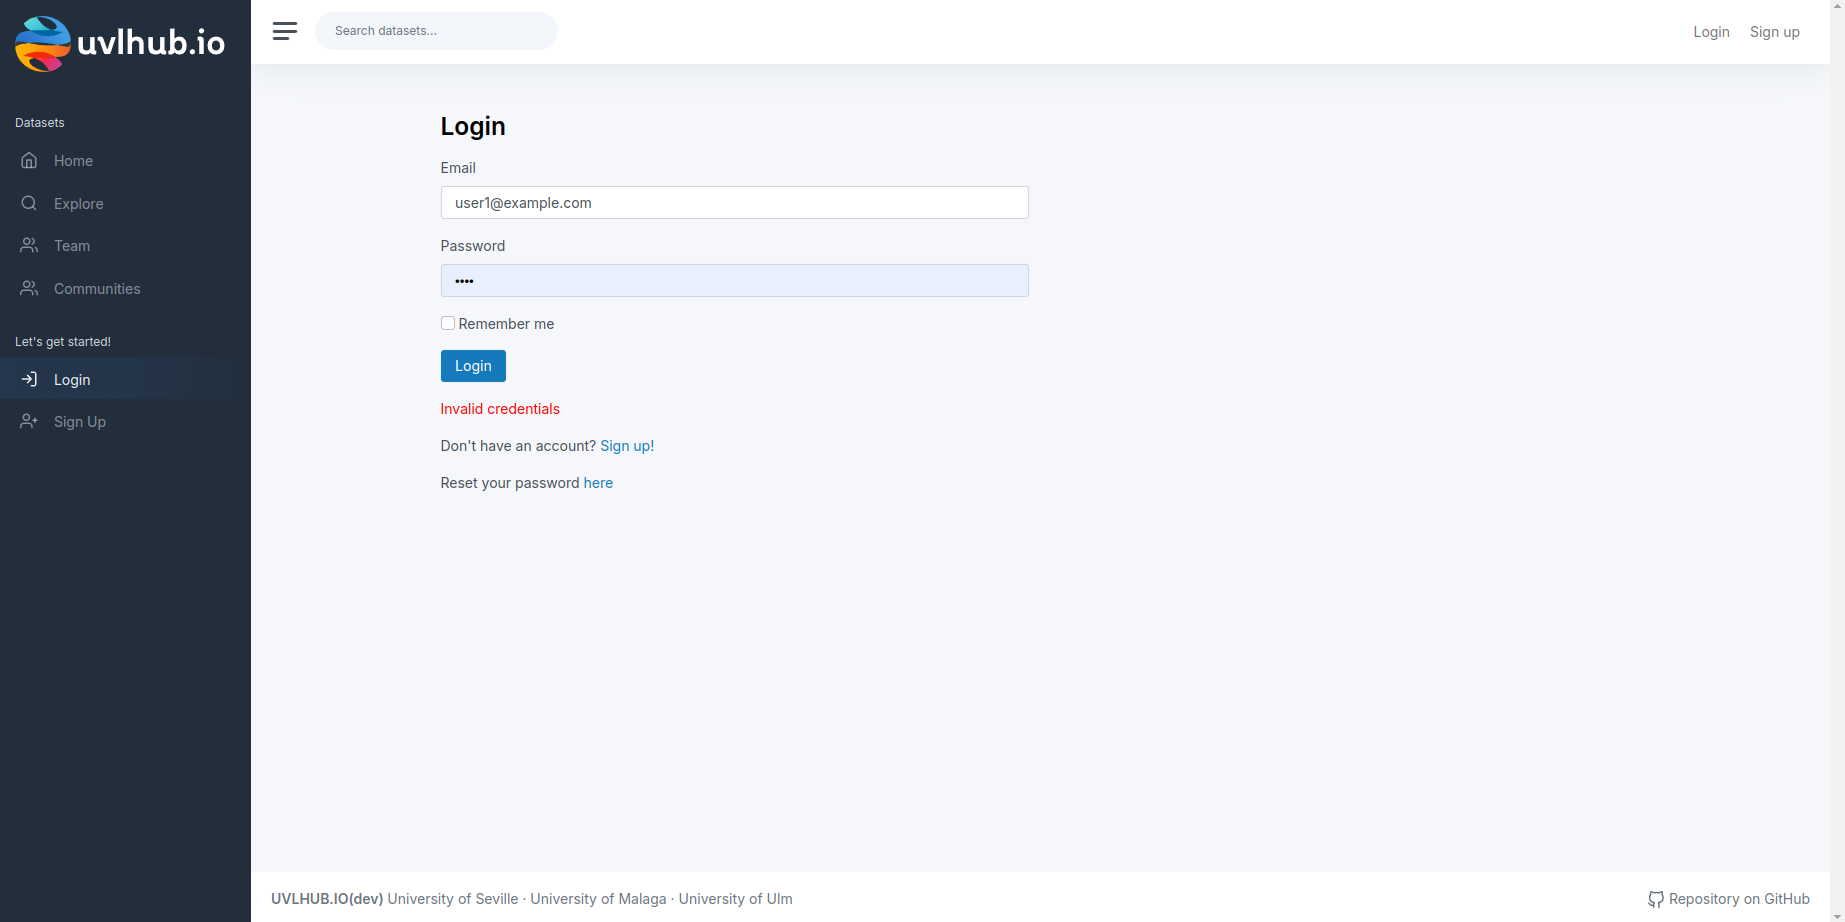 uvlhub.io
Search datasets...
Login
Sign up
Datasets
Home
Explore
Team
Communities
Let's get started!
Login
Sign Up
Login
Email
user1@example.com
Password
••••
Remember me
Login
Invalid credentials
Don't have an account? Sign up!
Reset your password here
UVLHUB.IO(dev) University of Seville · University of Malaga · University of Ulm
Repository on GitHub